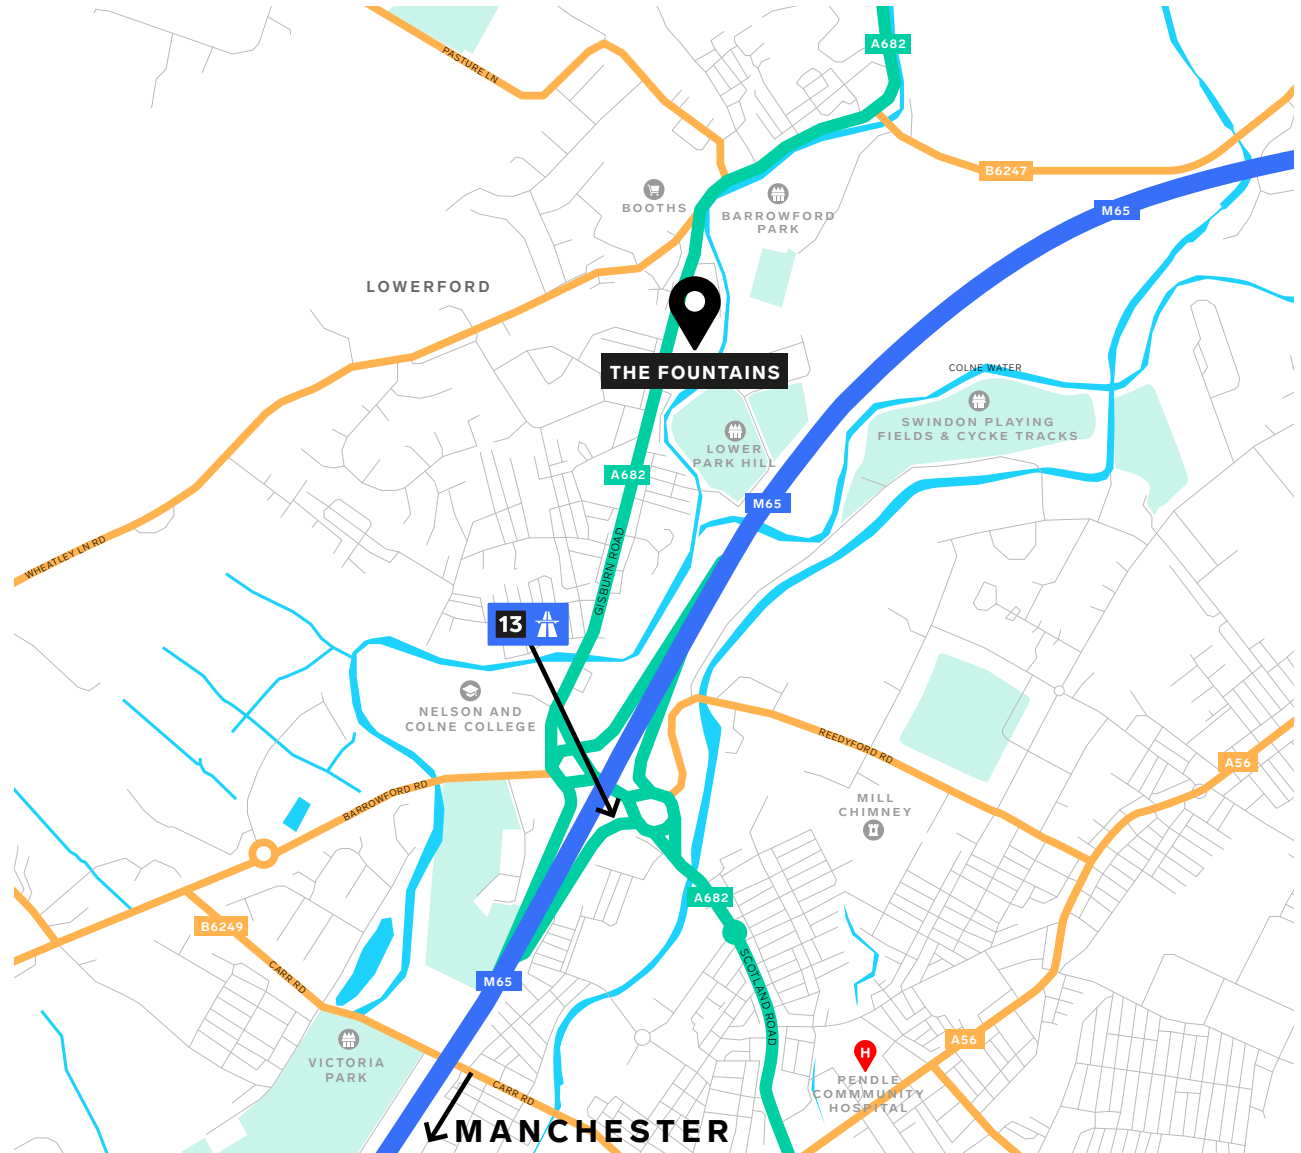 A682
PASTURE LN
B6247
BOOTHS
BARROWFORD
PARK
M65
LOWERFORD
THE FOUNTAINS
COLNE WATER
SWINDON PLAYING
FIELDS & CYCKE TRACKS
LOWER
PARK HILL
A682
M65
WHEATLEY LN RD
GISBURN ROAD
13
NELSON AND
COLNE COLLEGE
REEDYFORD RD
A56
BARROWFORD RD
MILL
CHIMNEY
A682
B6249
SCOTLAND ROAD
CARR RD
M65
A56
VICTORIA
PARK
H
PENDLE
COMMMUNITY
HOSPITAL
CARR RD
MANCHESTER